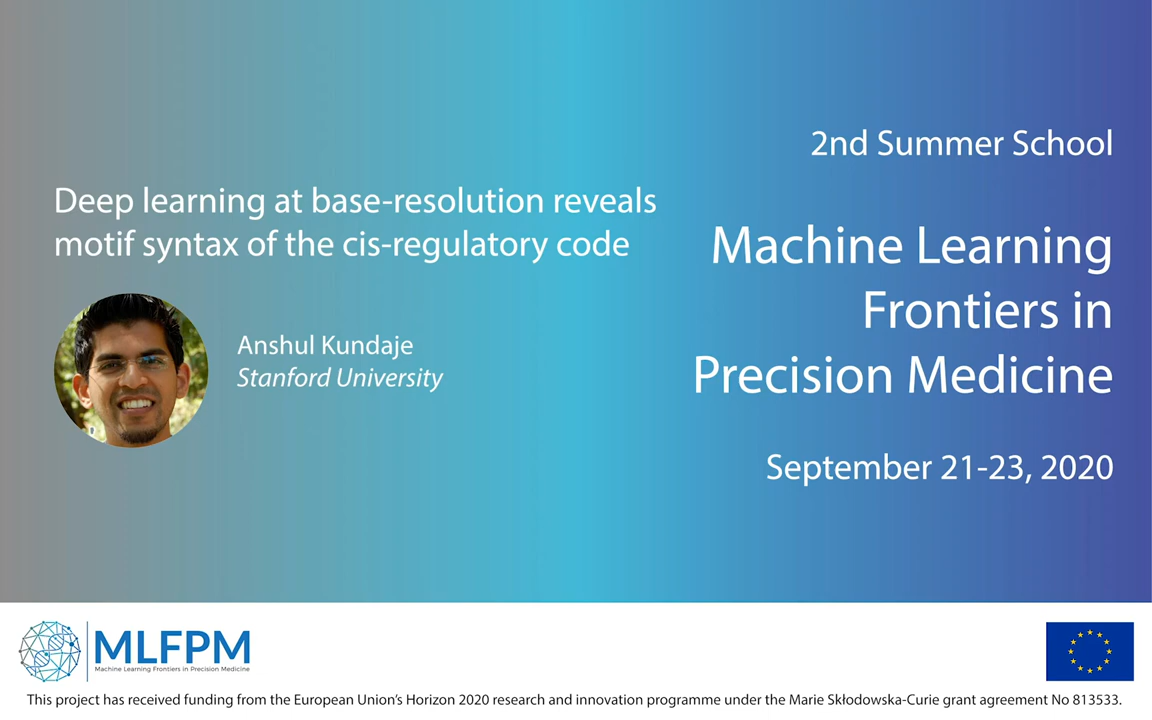 2nd Summer School
Deep learning at base-resolution reveals
motif syntax of the cis-regulatory code
Anshul Kundaje
Stanford University
Machine Learning
Frontiers in
Precision Medicine
September 21-23, 2020
MLFPM
Machine Learning Frontiers in Precision Medicine
This project has received funding from the European Union's Horizon 2020 research and innovation programme under the Marie Skłodowska-Curie grant agreement No 813533.